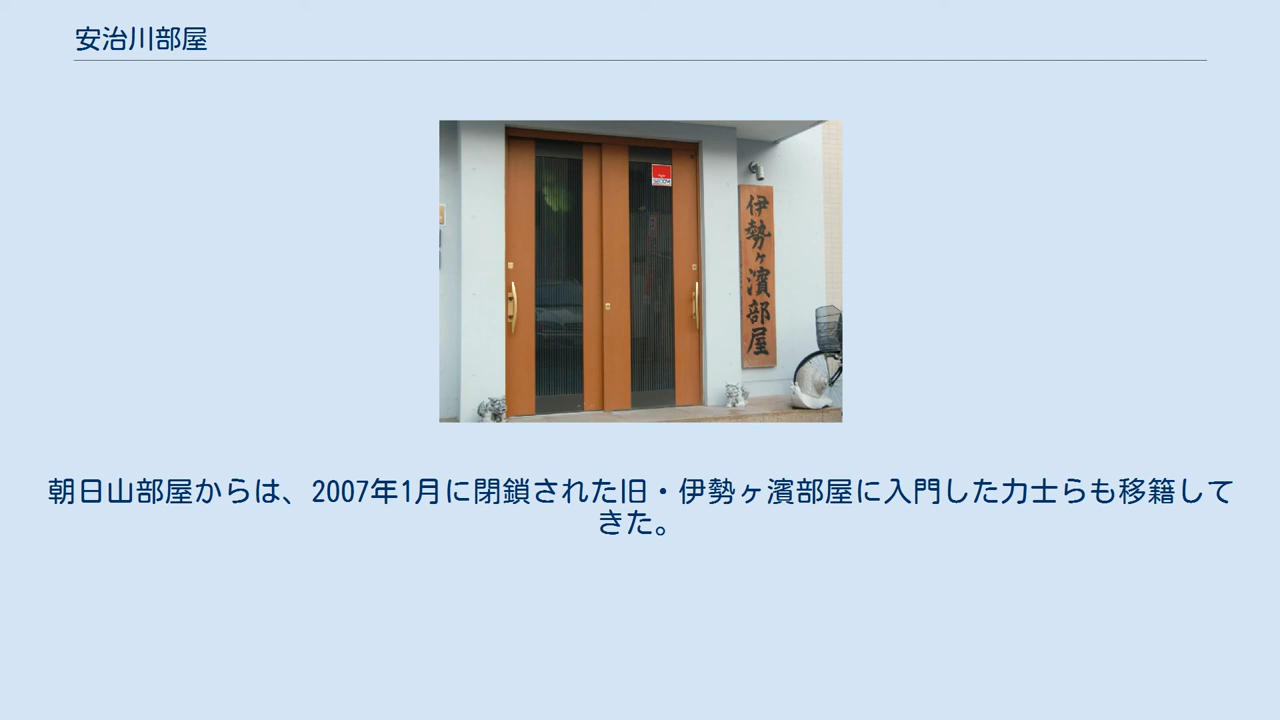 安治川部屋
伊勢ヶ濱部屋
朝日山部屋からは、2007年1月に閉鎖された旧・伊勢ヶ濱部屋に入門した力士らも移籍して
きた。